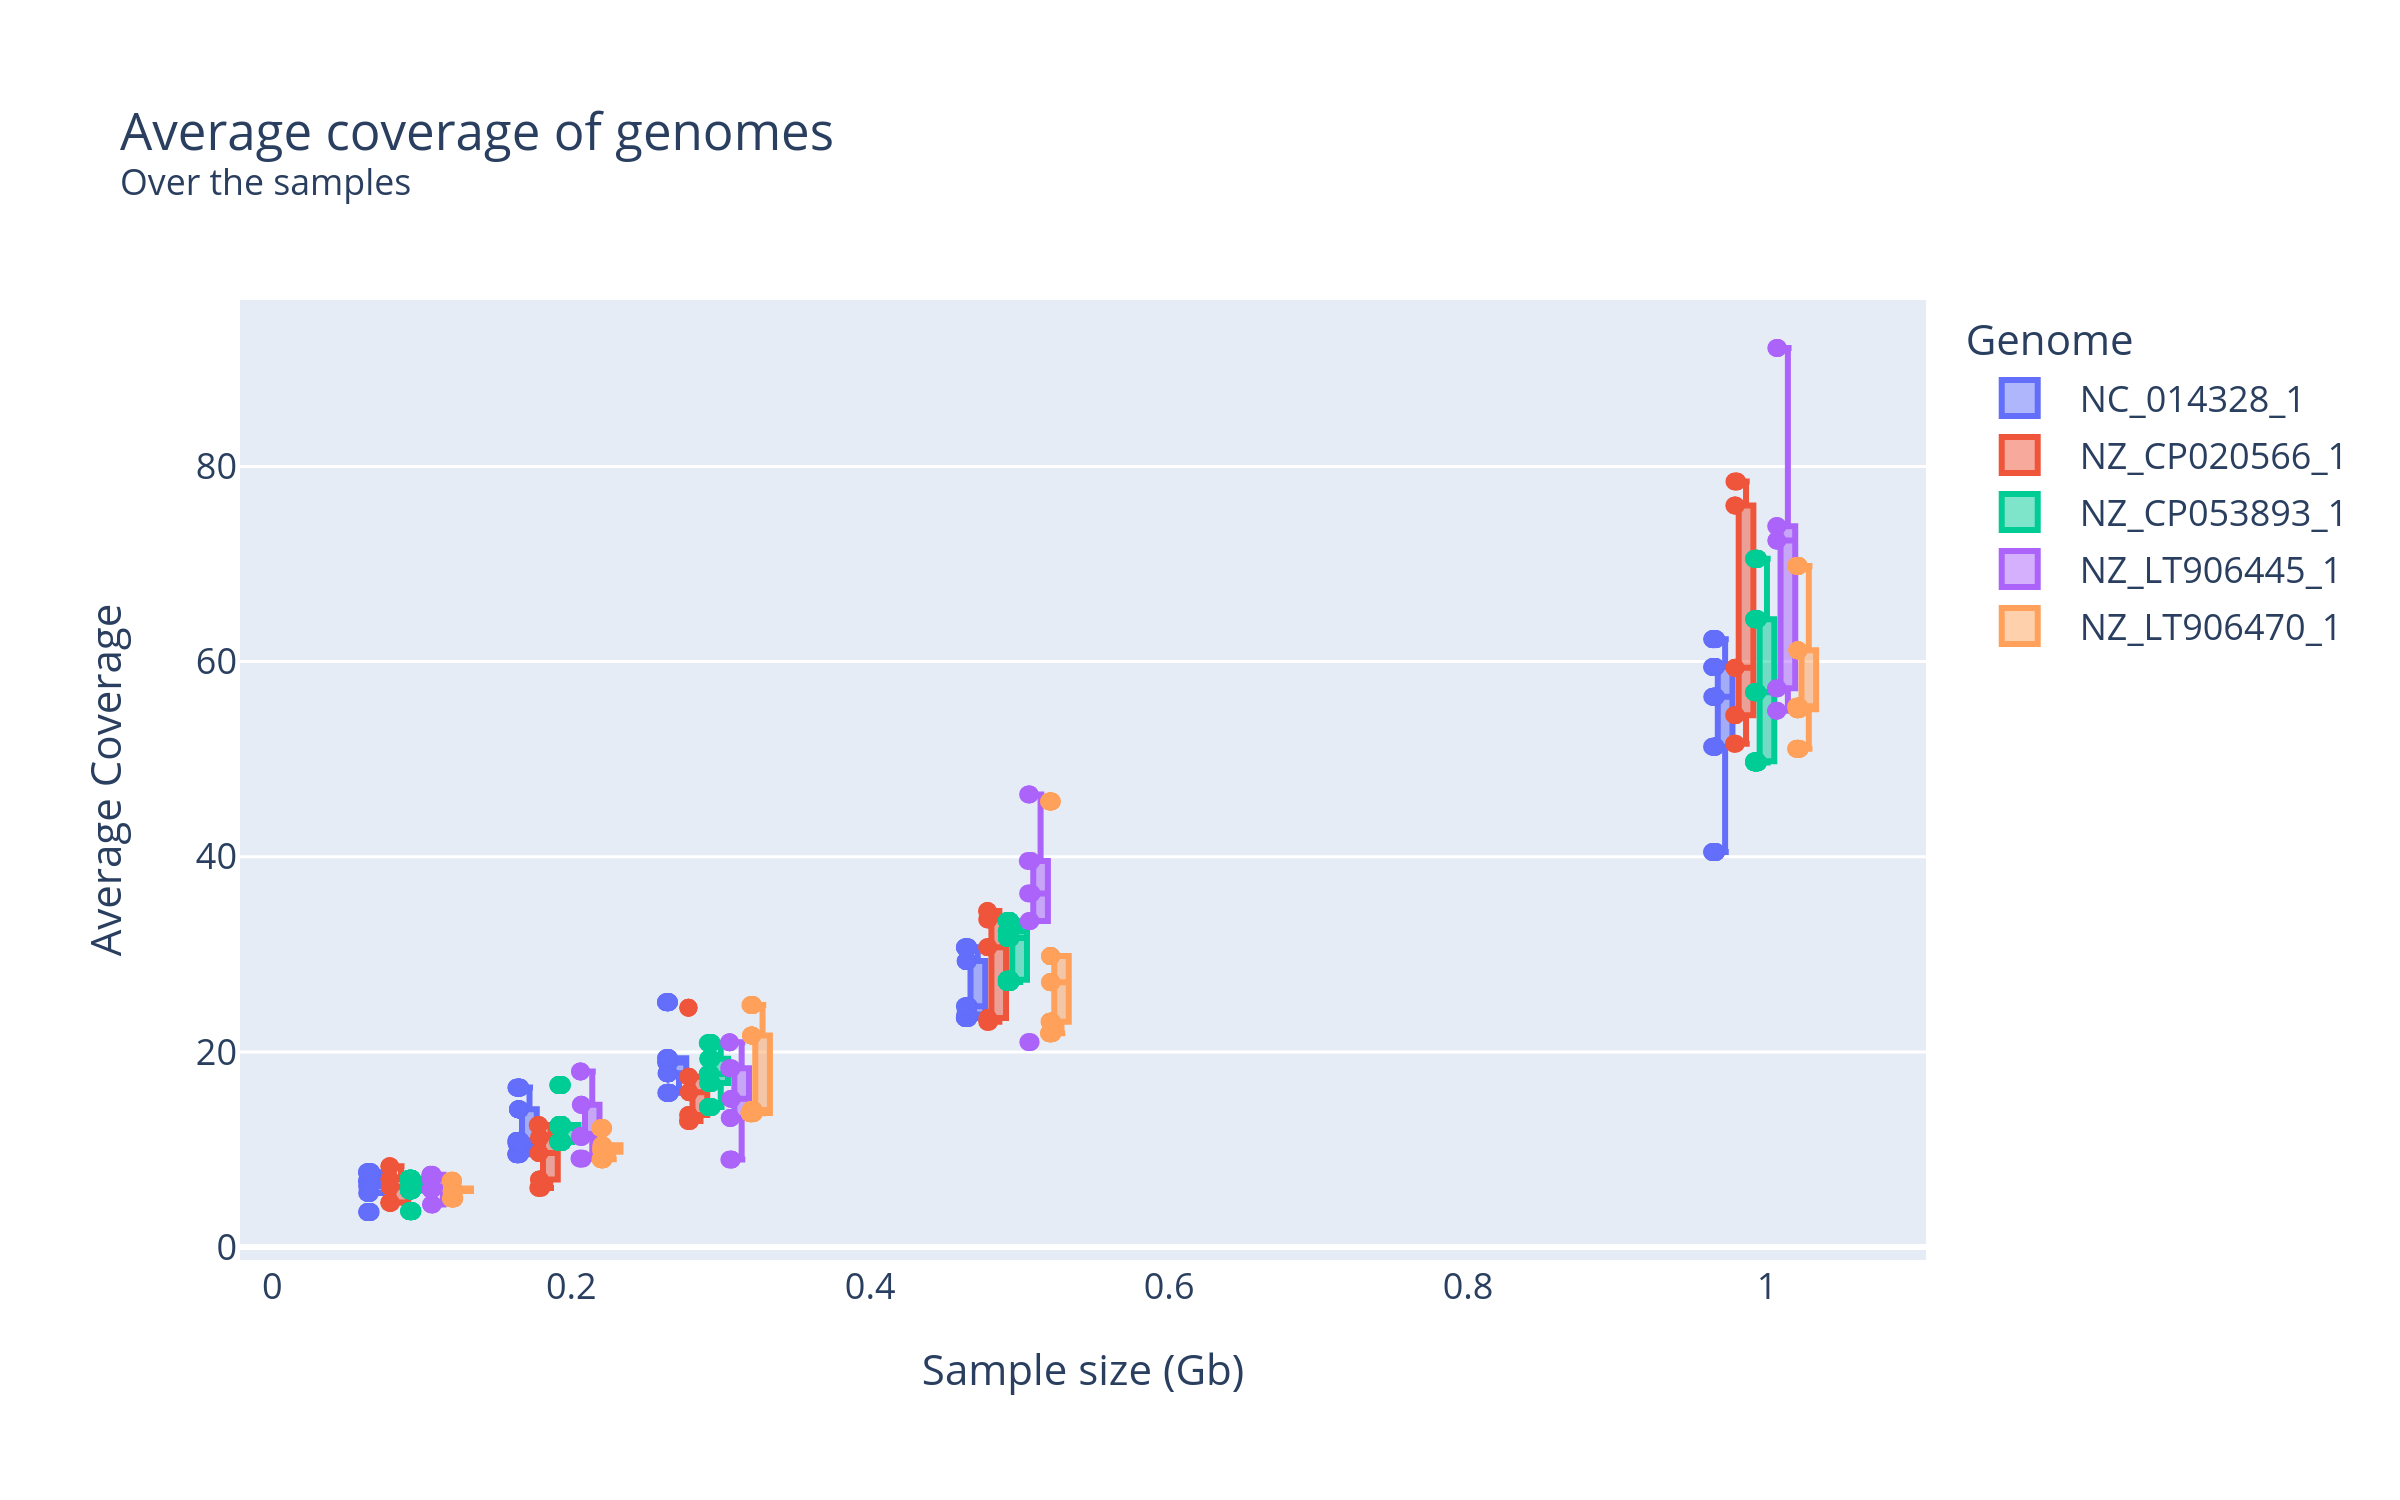 Average coverage of genomes
Over the samples
Genome
NC_014328_1
NZ_CP020566_1
NZ_CP053893_1
NZ_LT906445_1
NZ_LT906470_1
Average Coverage
80
60
40
20
0
0 0.2 0.4 0.6 0.8 1
Sample size (Gb)